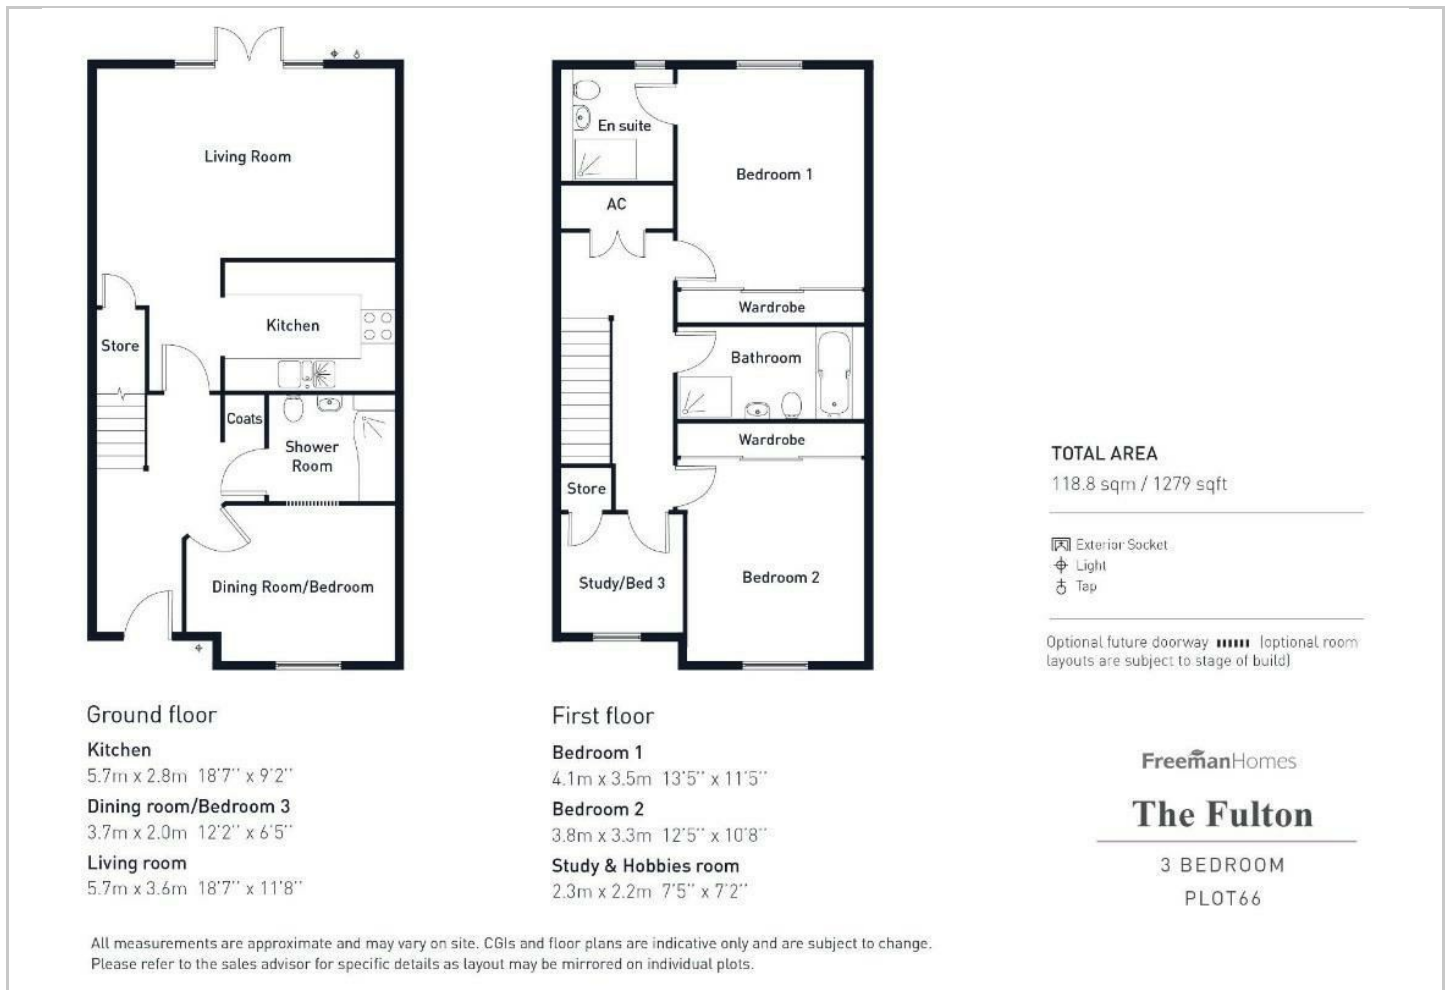 Living Room
Kitchen
Store
Coats
Shower
Room
Dining Room/Bedroom
En suite
Bedroom 1
AC
Wardrobe
Bathroom
Wardrobe
Store
Study/Bed 3
Bedroom 2
TOTAL AREA
118.8 sqm / 1279 sqft
Exterior Socket
Light
Tap
Optional future doorway (optional room
layouts are subject to stage of build)
Ground floor
Kitchen
5.7m x 2.8m 18'7'' x 9'2''
Dining room/Bedroom 3
3.7m x 2.0m 12'2'' x 6'5''
Living room
5.7m x 3.6m 18'7'' x 11'8''
First floor
Bedroom 1
4.1m x 3.5m 13'5'' x 11'5''
Bedroom 2
3.8m x 3.3m 12'5'' x 10'8''
Study & Hobbies room
2.3m x 2.2m 7'5'' x 7'2''
FreemanHomes
The Fulton
3 BEDROOM
PLOT66
All measurements are approximate and may vary on site. CGIs and floor plans are indicative only and are subject to change.
Please refer to the sales advisor for specific details as layout may be mirrored on individual plots.